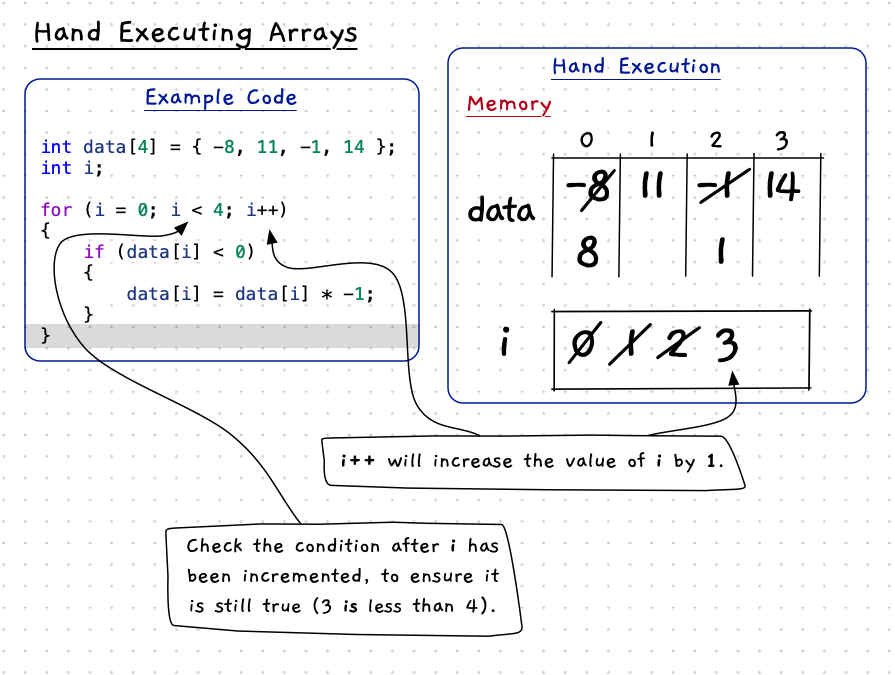 Hand Executing Arrays
Example Code
int data[4] = { -8, 11, -1, 14 };
int i;
for (i = 0; i < 4; i++)
{
if (data[i] < 0)
{
data[i] = data[i] * -1;
}
}
Hand Execution
Memory
0 1 2 3
data -8 11 -1 14
8 1
i 0 1 2 3
i++ will increase the value of i by 1.
Check the condition after i has
been incremented, to ensure it
is still true (3 is less than 4).